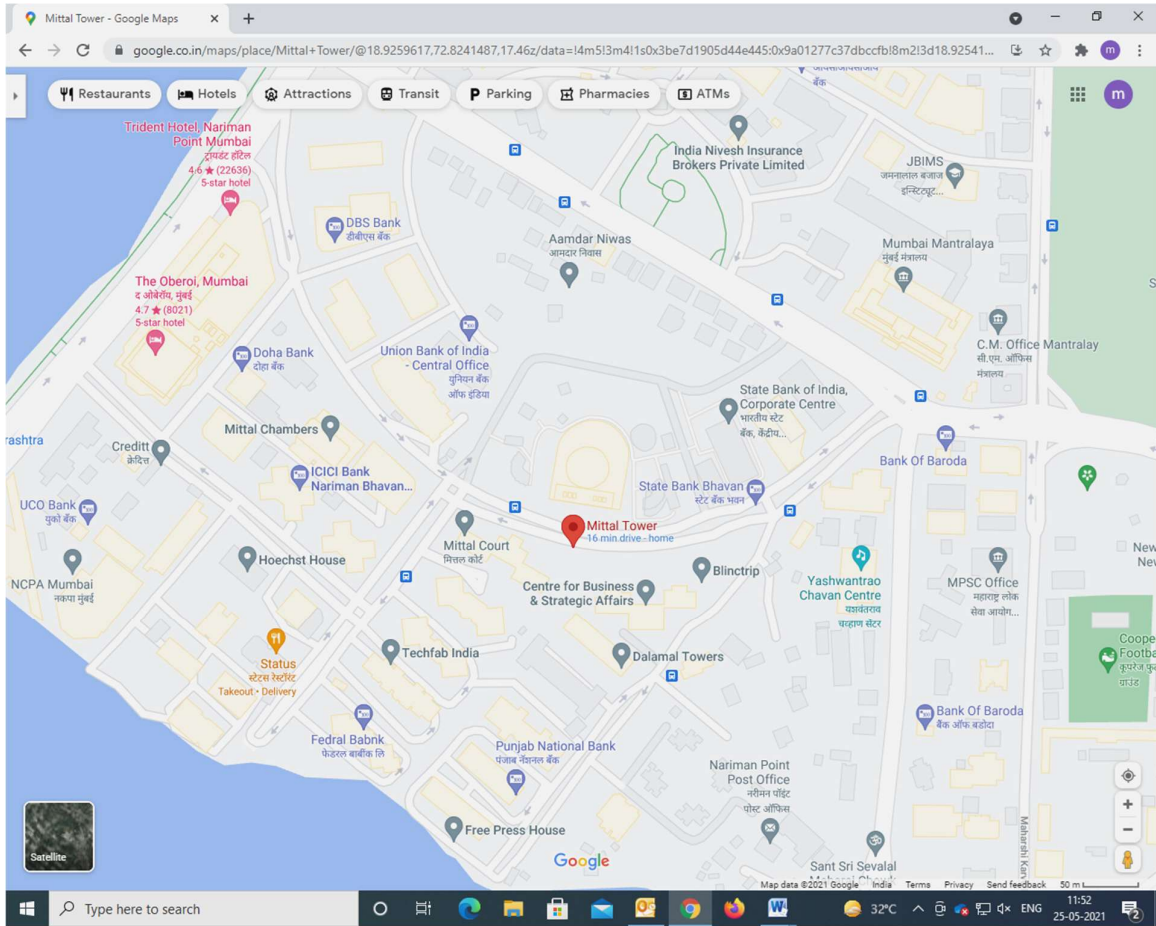 Mittal Tower - Google Maps
google.co.in/maps/place/Mittal+Tower/@18.9259617,72.8241487,17.46z/data=!4m5!3m4!1s0x3be7d1905d44e445:0x9a01277c37dbccfb!8m2!3d18.92541...
m
Restaurants
Hotels
Attractions
Transit
P Parking
Pharmacies
ATMs
m
बँक
Trident Hotel, Nariman
Point Mumbai
ट्रायडंट हॉटेल
4.6 ★ (22636)
5-star hotel
India Nivesh Insurance
Brokers Private Limited
JBIMS
जमनालाल बजाज
इन्स्टिट्यूट...
DBS Bank
डीबीएस बँक
Aamdar Niwas
आमदार निवास
Mumbai Mantralaya
मुंबई मंत्रालय
The Oberoi, Mumbai
द ओबेरॉय, मुंबई
4.7 ★ (8021)
5-star hotel
S
Doha Bank
दोहा बँक
Union Bank of India
- Central Office
युनियन बँक
ऑफ इंडिया
C.M. Office Mantralay
सी.एम. ऑफिस
मंत्रालय
State Bank of India,
Corporate Centre
भारतीय स्टेट
बँक, केंद्रीय...
Mittal Chambers
rashtra
Creditt
क्रेदित्त
Bank Of Baroda
ICICI Bank
Nariman Bhavan...
State Bank Bhavan
स्टेट बँक भवन
UCO Bank
युको बँक
Mittal Tower
16 min drive - home
Mittal Court
मित्तल कोर्ट
Hoechst House
NCPA Mumbai
नकपा मुंबई
Centre for Business
& Strategic Affairs
Blinctrip
Yashwantrao
Chavan Centre
यशवंतराव
चव्हाण सेंटर
MPSC Office
महाराष्ट्र लोक
सेवा आयोग...
New
Nev
Status
स्टेटस रेस्टॉरंट
Takeout • Delivery
Techfab India
Dalamal Towers
Coope
Footba
कूपरेज फु
ग्राउंड
Fedral Babnk
फेडरल बाबँक लि
Bank Of Baroda
बँक ऑफ बडोदा
Punjab National Bank
पंजाब नॅशनल बँक
Nariman Point
Post Office
नरीमन पॉइंट
पोस्ट ऑफिस
Free Press House
Maharshi Karv
Satellite
Google
Sant Sri Sevalal
Map data ©2021 Google India Terms Privacy Send feedback 50 m
Type here to search
32°C
ENG
11:52
25-05-2021
2